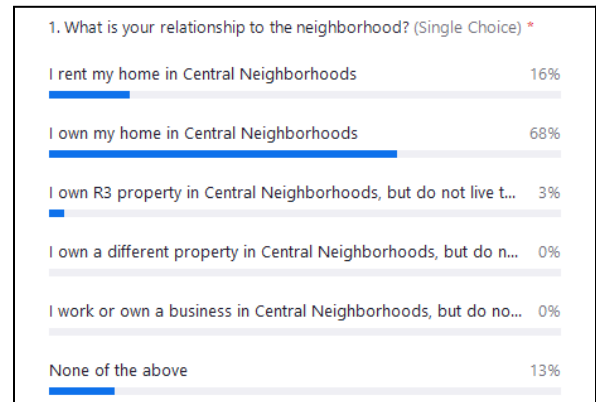 1. What is your relationship to the neighborhood? (Single Choice) *
I rent my home in Central Neighborhoods 16%
I own my home in Central Neighborhoods 68%
I own R3 property in Central Neighborhoods, but do not live t... 3%
I own a different property in Central Neighborhoods, but do n... 0%
I work or own a business in Central Neighborhoods, but do no... 0%
None of the above 13%